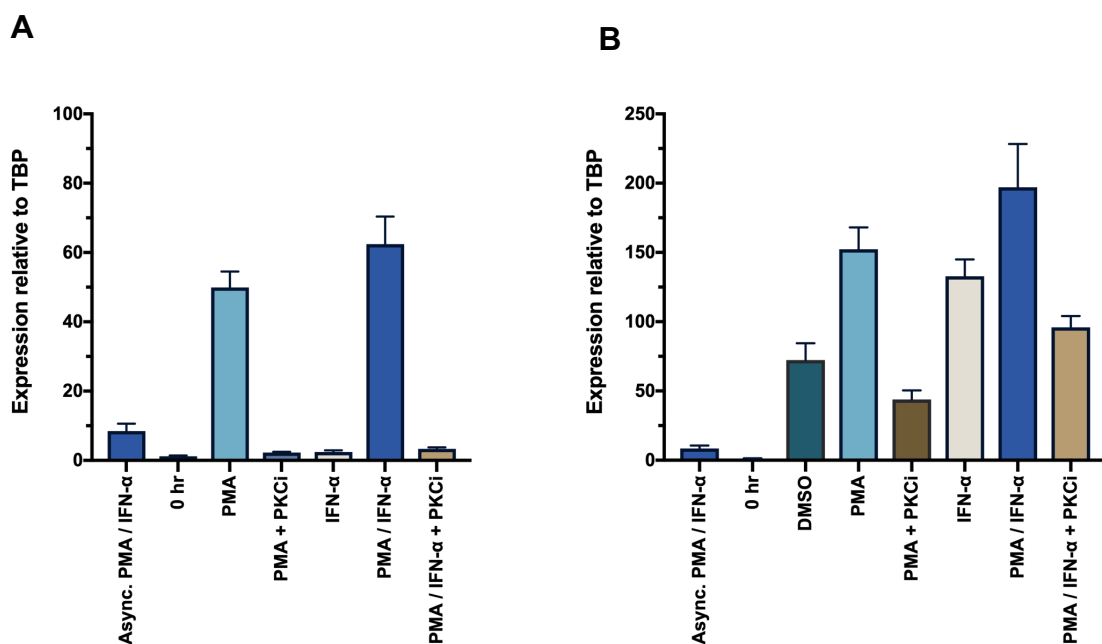 A
Expression relative to TBP
100
80
60
40
20
0
Async. PMA / IFN-α
0 hr
PMA
PMA + PKCi
IFN-α
PMA / IFN-α
PMA / IFN-α + PKCi
B
Expression relative to TBP
250
200
150
100
50
0
Async. PMA / IFN-α
0 hr
DMSO
PMA
PMA + PKCi
IFN-α
PMA / IFN-α
PMA / IFN-α + PKCi